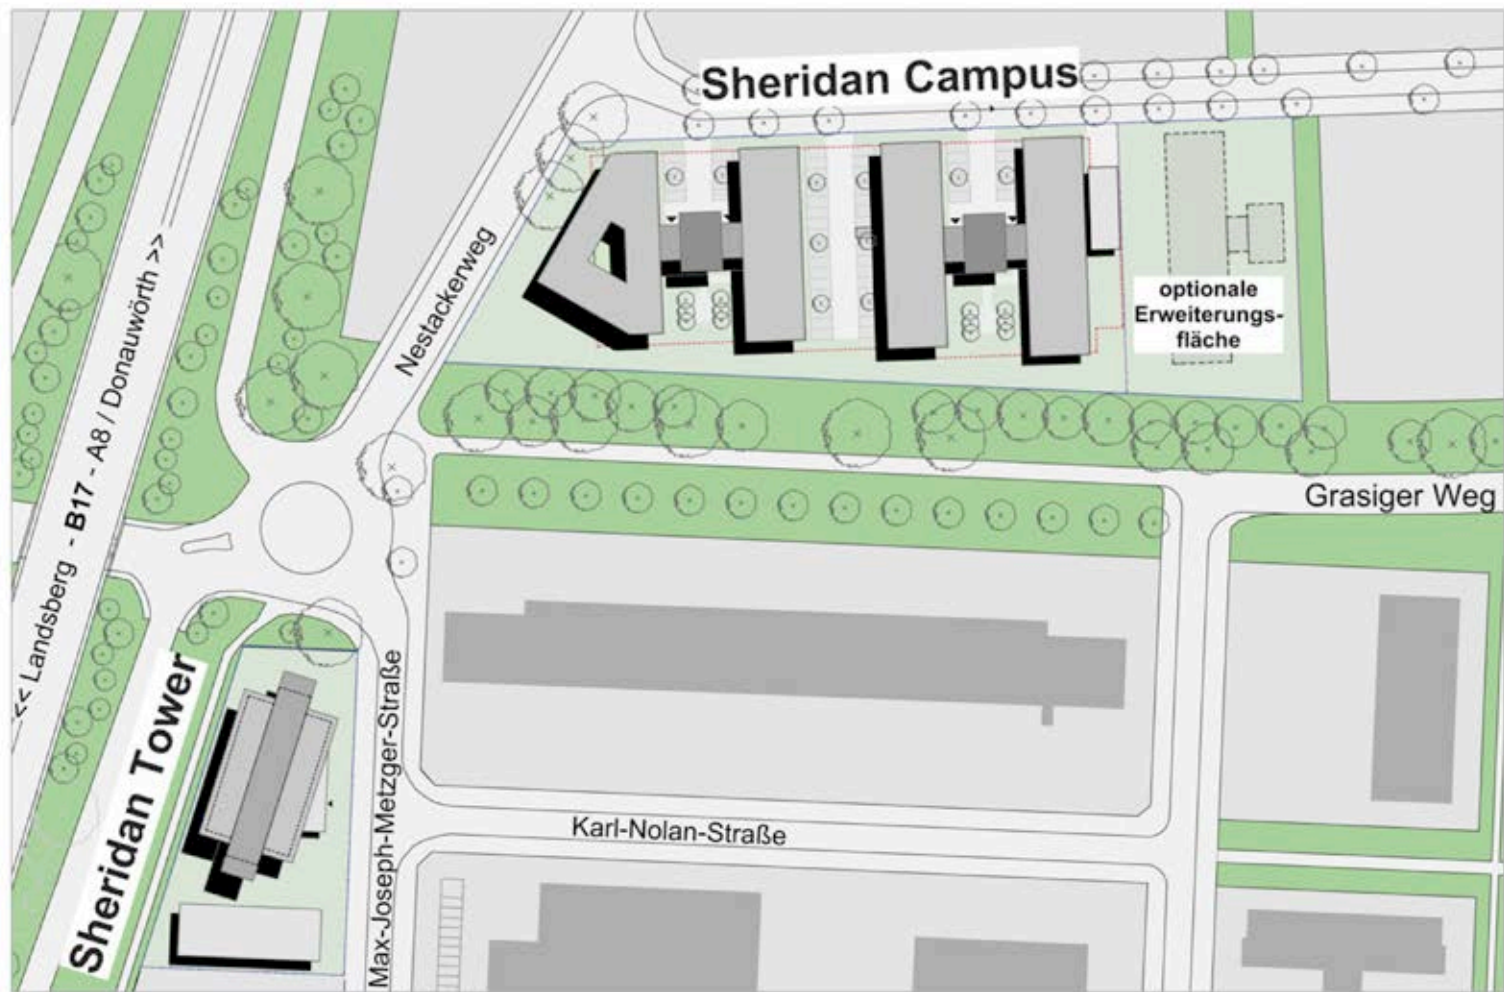 Sheridan Campus
Nestackerweg
optionale
Erweiterungs-
fläche
<< Landsberg - B17 - A8 / Donauwörth >>
Grasiger Weg
Sheridan Tower
Max-Joseph-Metzger-Straße
Karl-Nolan-Straße